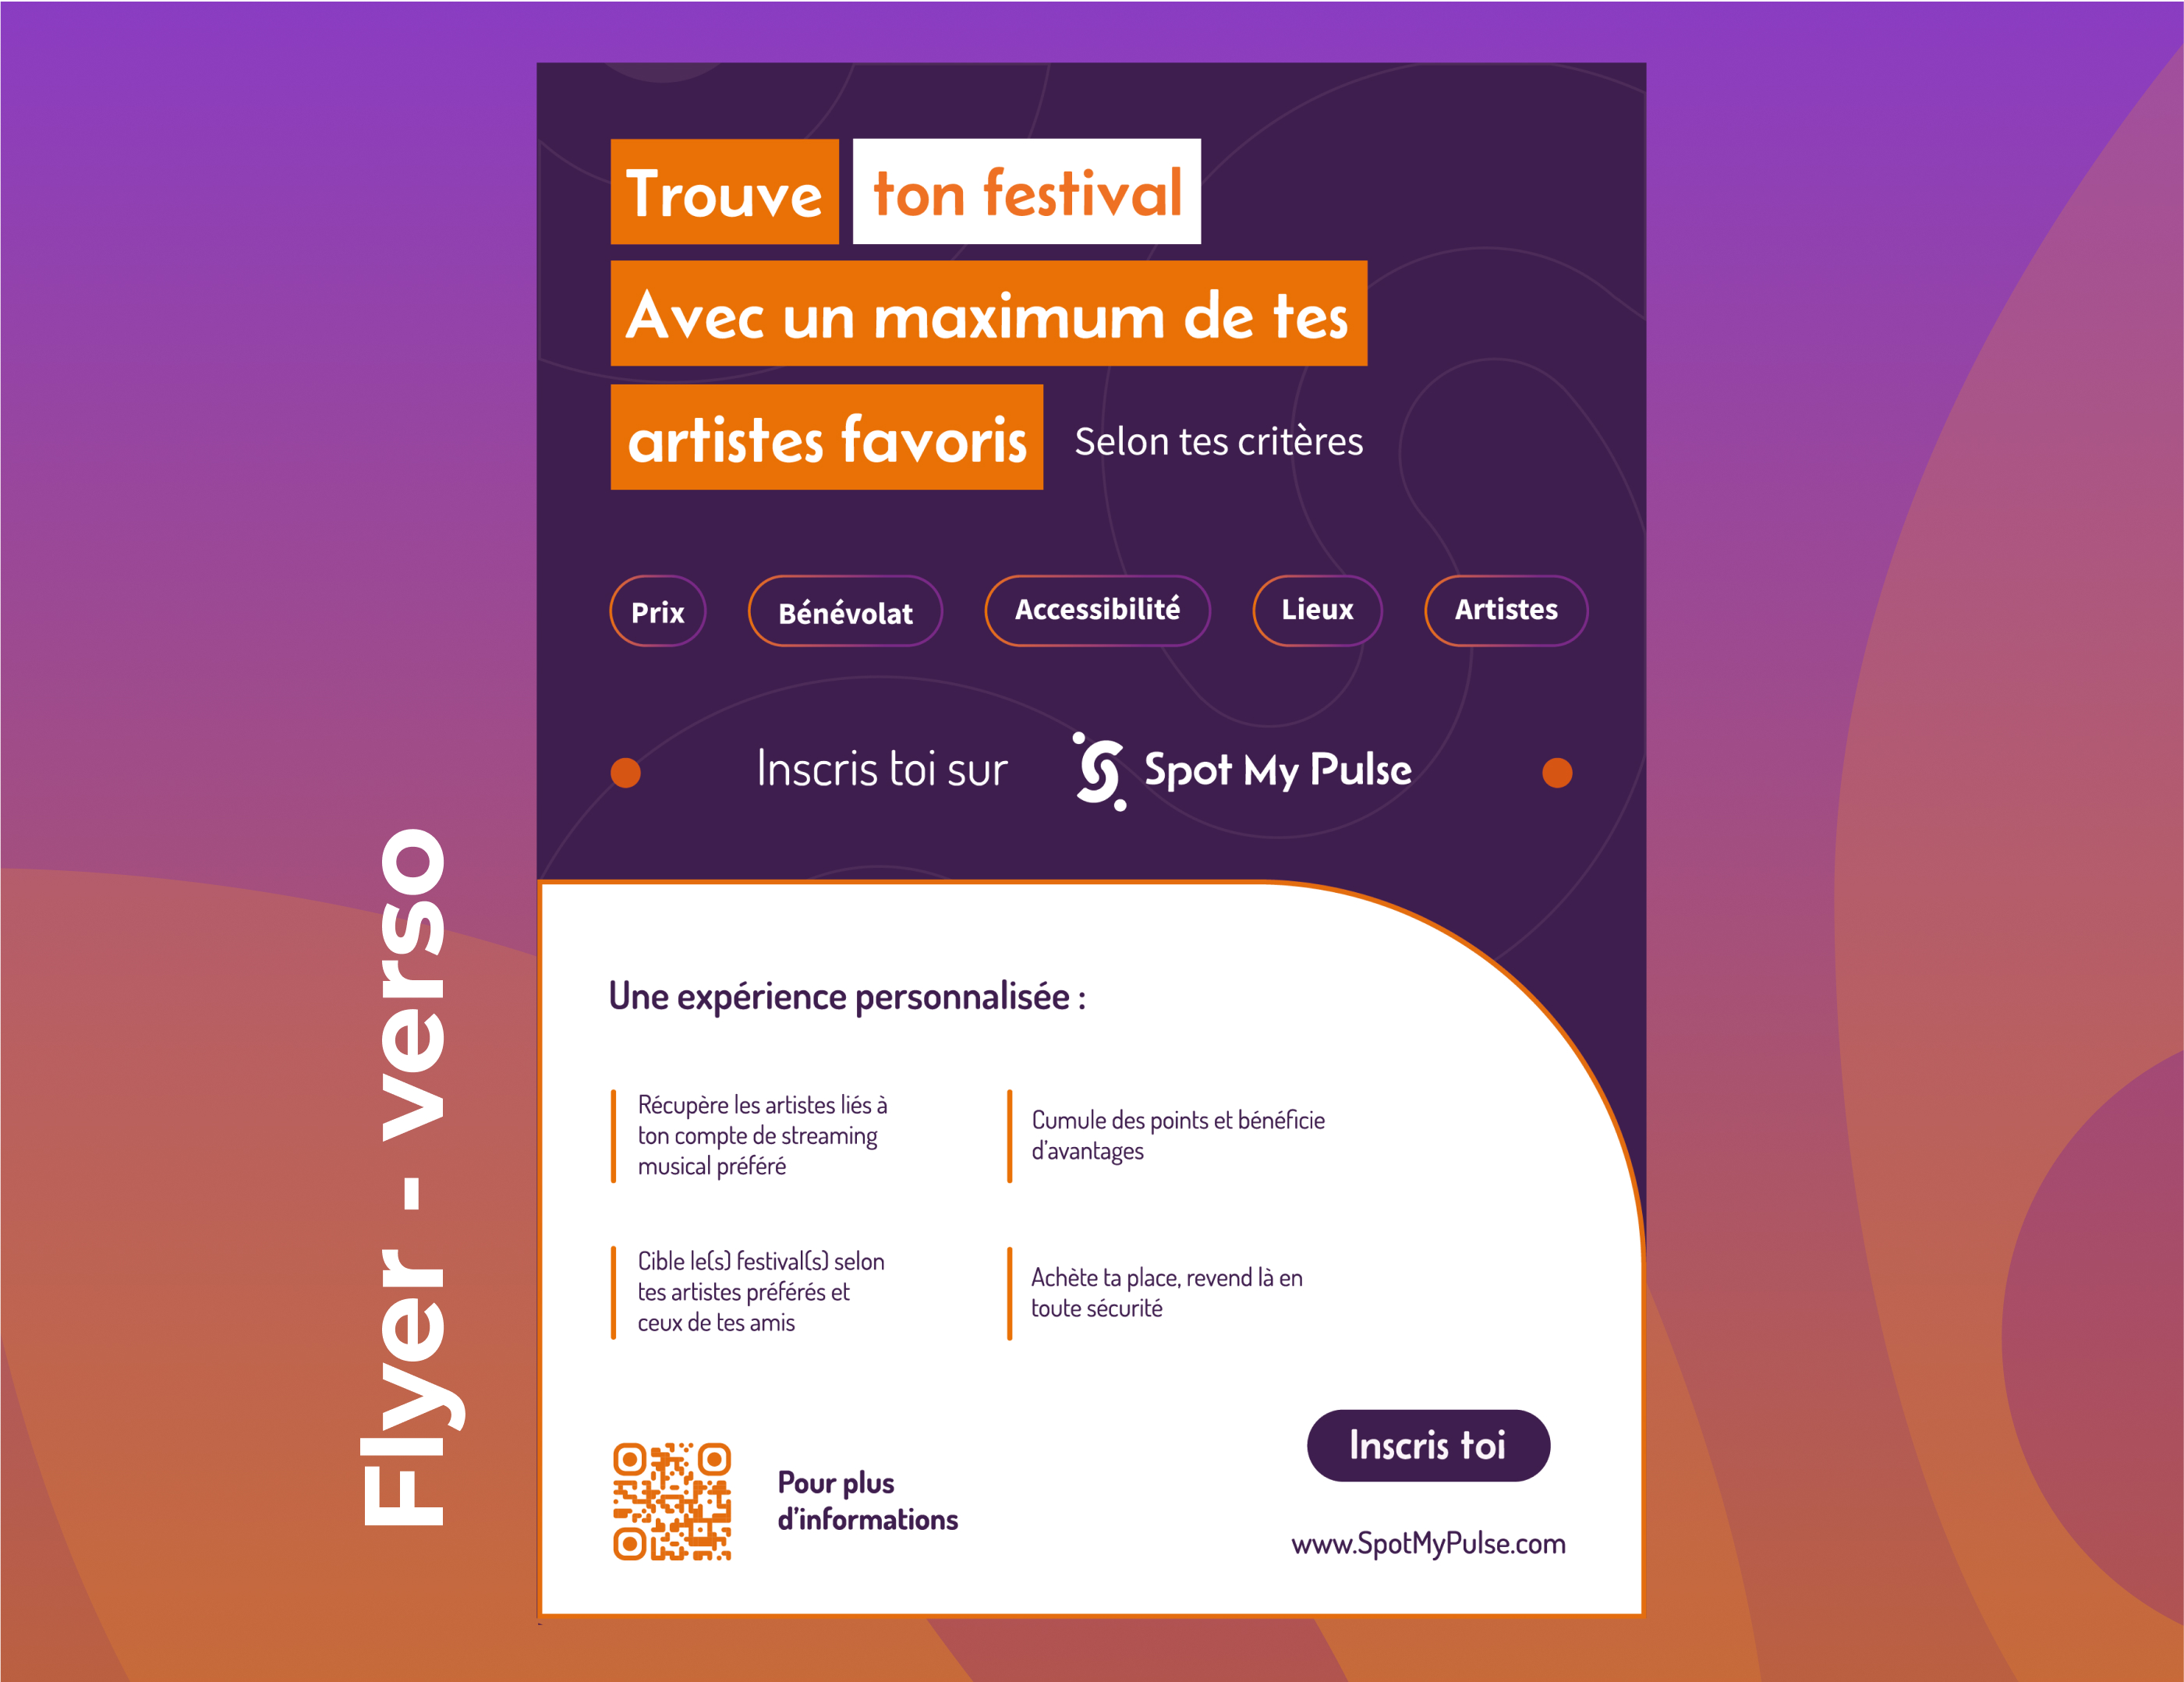 Trouve ton festival
Avec un maximum de tes
artistes favoris Selon tes critères
Prix Bénévolat Accessibilité Lieux Artistes
Inscris toi sur Spot My Pulse
Une expérience personnalisée :
Récupère les artistes liés à
ton compte de streaming
musical préféré
Cumule des points et bénéficie
d'avantages
Cible le(s) festival(s) selon
tes artistes préférés et
ceux de tes amis
Achète ta place, revend là en
toute sécurité
Pour plus
d'informations
Inscris toi
www.SpotMyPulse.com
Flyer - verso